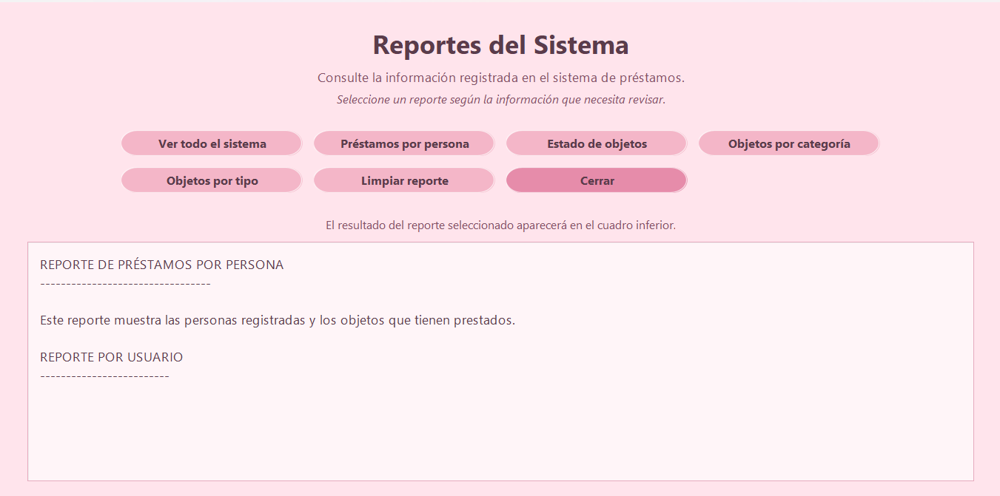 Reportes del Sistema
Consulte la información registrada en el sistema de préstamos.
Seleccione un reporte según la información que necesita revisar.
Ver todo el sistema
Préstamos por persona
Estado de objetos
Objetos por categoría
Objetos por tipo
Limpiar reporte
Cerrar
El resultado del reporte seleccionado aparecerá en el cuadro inferior.
REPORTE DE PRÉSTAMOS POR PERSONA
---------------------------------
Este reporte muestra las personas registradas y los objetos que tienen prestados.
REPORTE POR USUARIO
-------------------------